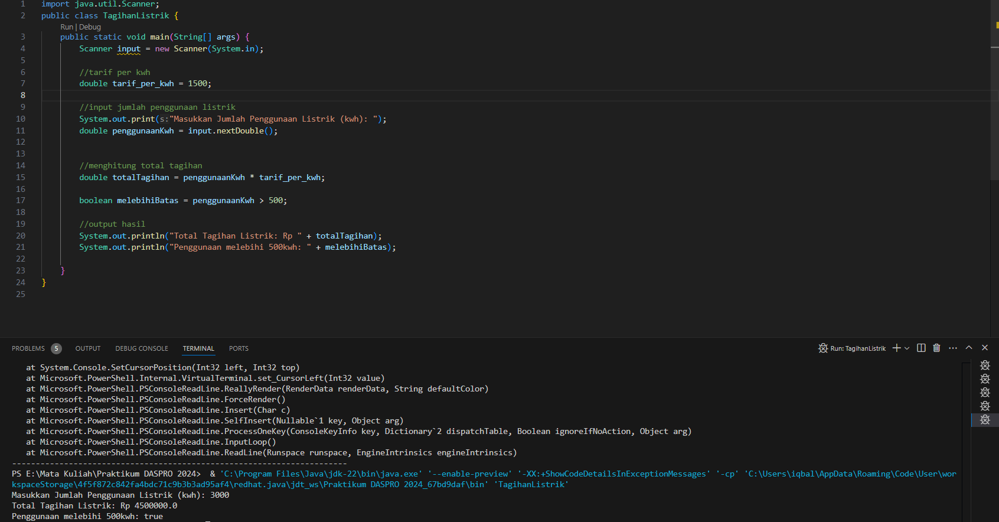 1 import java.util.Scanner;
2 public class TagihanListrik {
Run | Debug
3 public static void main(String[] args) {
4 Scanner input = new Scanner(System.in);
5
6 //tarif per kwh
7 double tarif_per_kwh = 1500;
8
9 //input jumlah penggunaan listrik
10 System.out.print(s:"Masukkan Jumlah Penggunaan Listrik (kwh): ");
11 double penggunaanKwh = input.nextDouble();
12
13
14 //menghitung total tagihan
15 double totalTagihan = penggunaanKwh * tarif_per_kwh;
16
17 boolean melebihiBatas = penggunaanKwh > 500;
18
19 //output hasil
20 System.out.println("Total Tagihan Listrik: Rp " + totalTagihan);
21 System.out.println("Penggunaan melebihi 500kwh: " + melebihiBatas);
22
23 }
24 }
25
PROBLEMS 5 OUTPUT DEBUG CONSOLE TERMINAL PORTS Run: TagihanListrik
at System.Console.SetCursorPosition(Int32 left, Int32 top)
at Microsoft.PowerShell.Internal.VirtualTerminal.set_CursorLeft(Int32 value)
at Microsoft.PowerShell.PSConsoleReadLine.ReallyRender(RenderData renderData, String defaultColor)
at Microsoft.PowerShell.PSConsoleReadLine.ForceRender()
at Microsoft.PowerShell.PSConsoleReadLine.Insert(Char c)
at Microsoft.PowerShell.PSConsoleReadLine.SelfInsert(Nullable`1 key, Object arg)
at Microsoft.PowerShell.PSConsoleReadLine.ProcessOneKey(ConsoleKeyInfo key, Dictionary`2 dispatchTable, Boolean ignoreIfNoAction, Object arg)
at Microsoft.PowerShell.PSConsoleReadLine.InputLoop()
at Microsoft.PowerShell.PSConsoleReadLine.ReadLine(Runspace runspace, EngineIntrinsics engineIntrinsics)
-----------------------------------------------------------------------
PS E:\Mata Kuliah\Praktikum DASPRO 2024> & 'C:\Program Files\Java\jdk-22\bin\java.exe' '--enable-preview' '-XX:+ShowCodeDetailsInExceptionMessages' '-cp' 'C:\Users\iqbal\AppData\Roaming\Code\User\wor
kspaceStorage\4f5f872c842fa4bdc71c9b3b3ad95af4\redhat.java\jdt_ws\Praktikum DASPRO 2024_67bd9daf\bin' 'TagihanListrik'
Masukkan Jumlah Penggunaan Listrik (kwh): 3000
Total Tagihan Listrik: Rp 4500000.0
Penggunaan melebihi 500kwh: true